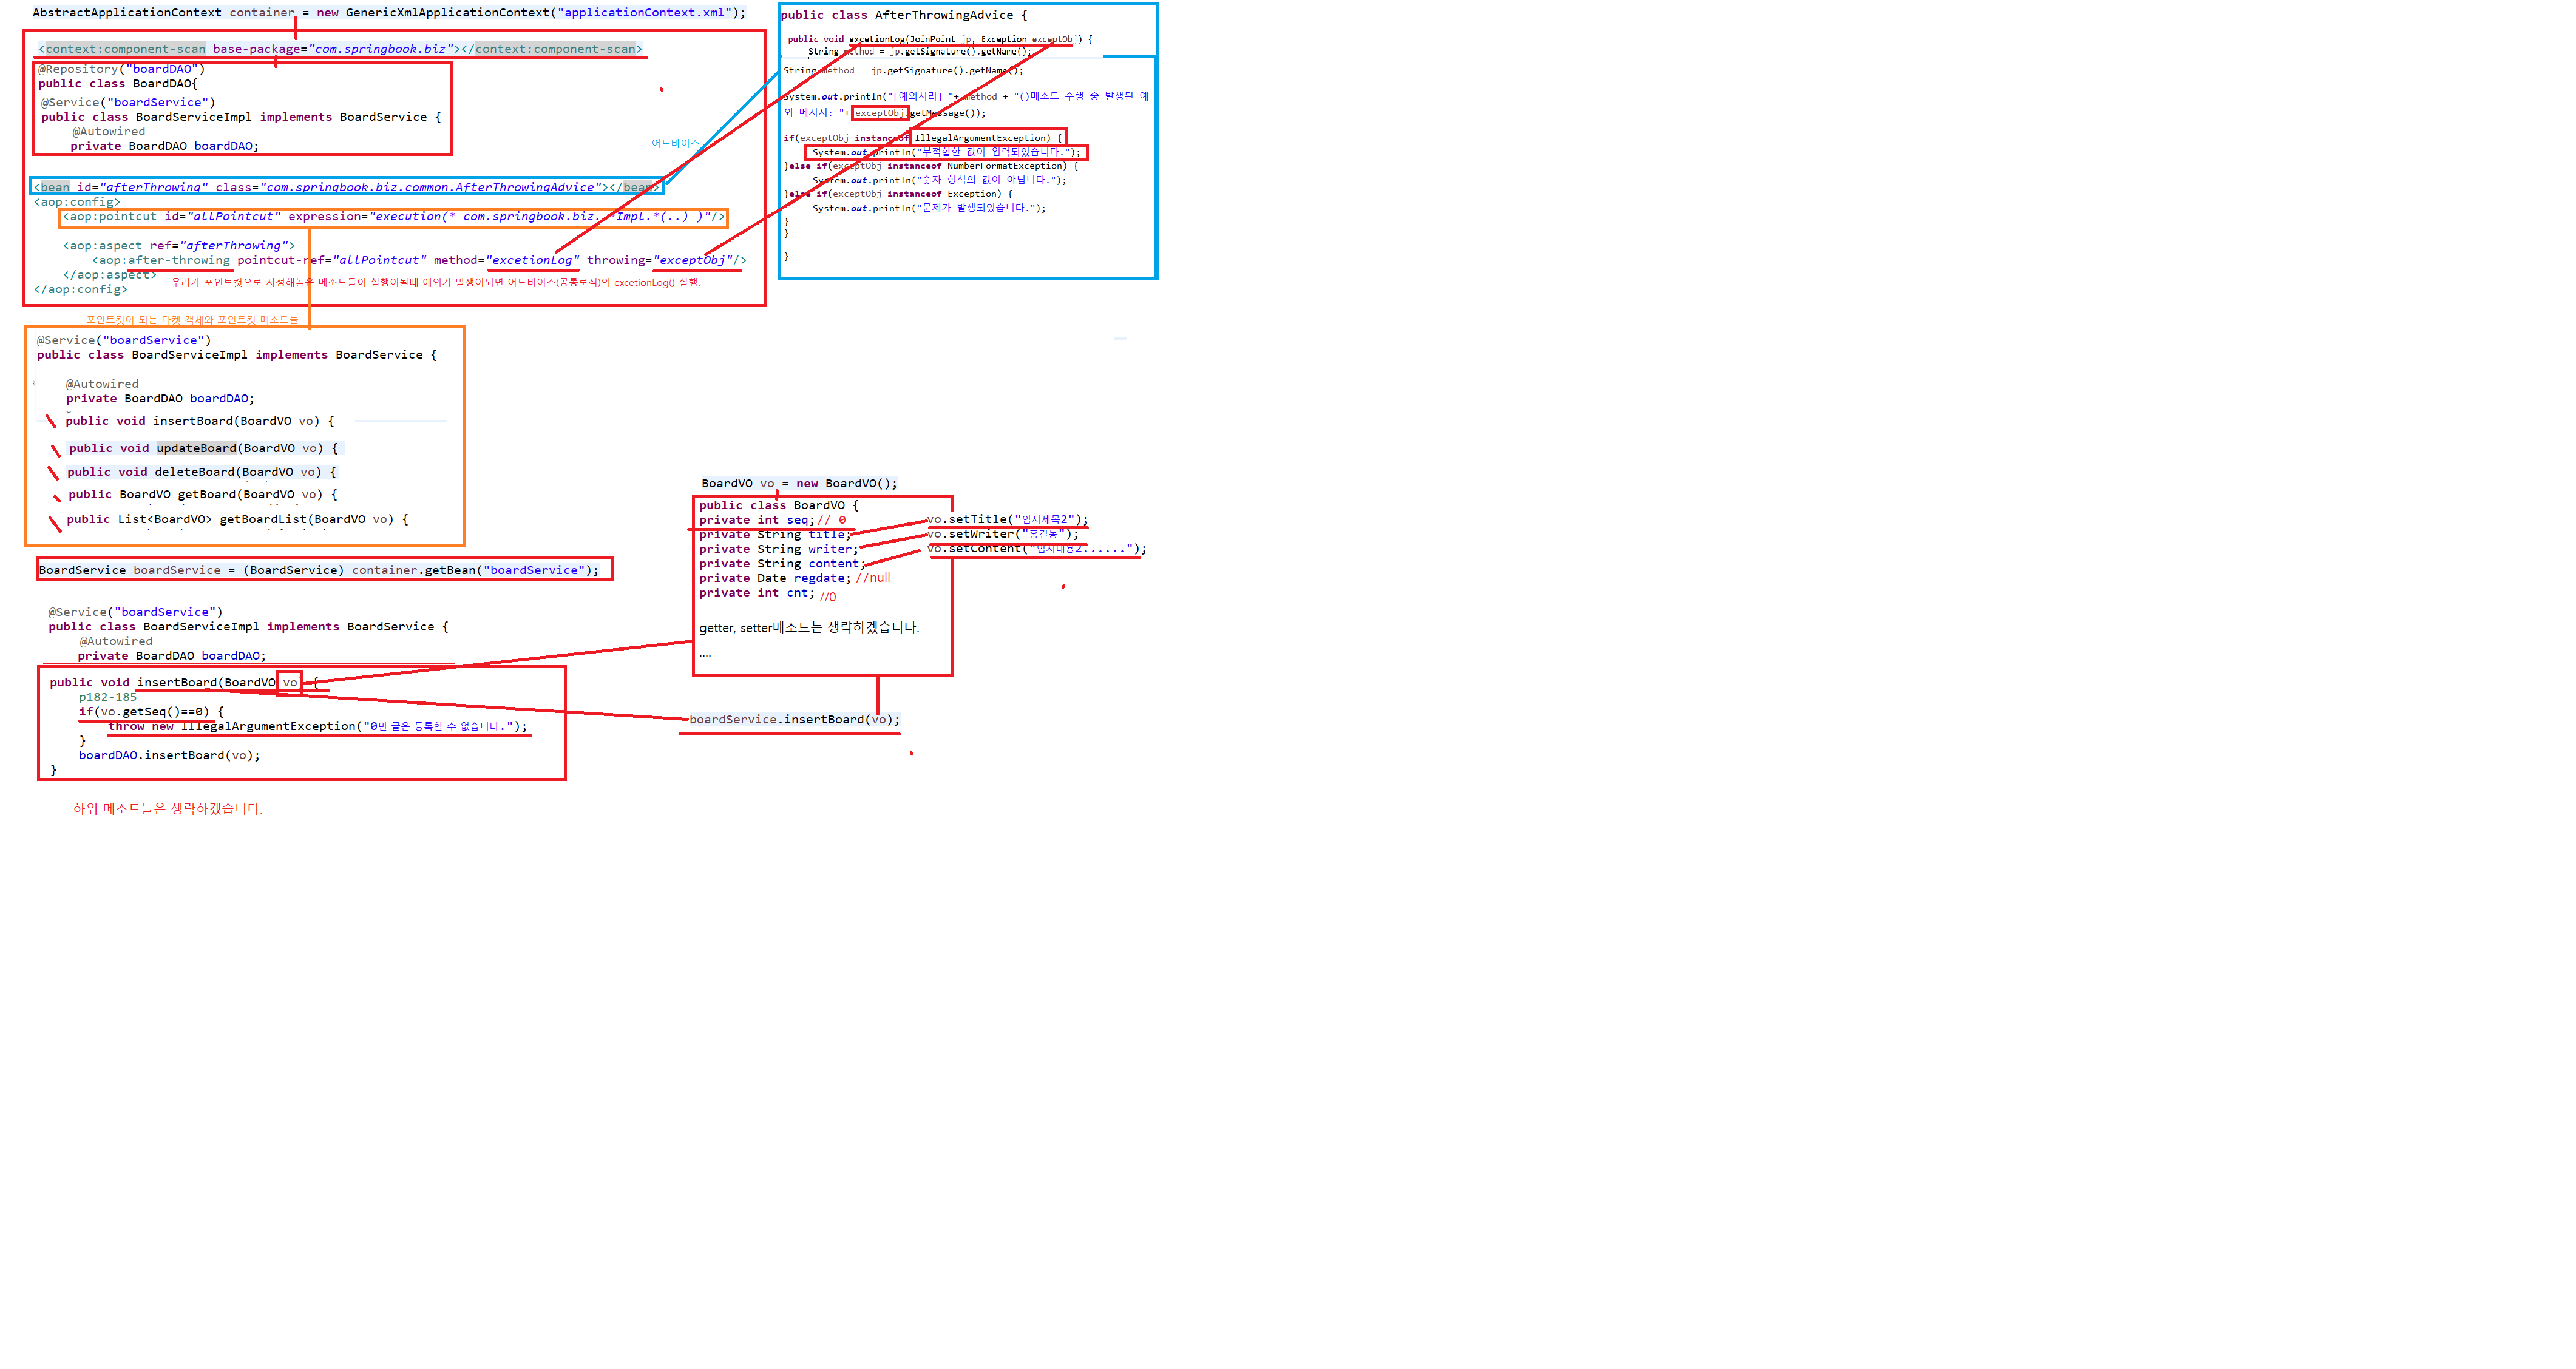 AbstractApplicationContext container = new GenericXmlApplicationContext("applicationContext.xml");
<context:component-scan base-package="com.springbook.biz"></context:component-scan>
@Repository("boardDAO")
public class BoardDAO{
@Service("boardService")
public class BoardServiceImpl implements BoardService {
@Autowired
private BoardDAO boardDAO;
어드바이스
<bean id="afterThrowing" class="com.springbook.biz.common.AfterThrowingAdvice"></bean>
<aop:config>
<aop:pointcut id="allPointcut" expression="execution(* com.springbook.biz. *Impl.*(..) )"/>
<aop:aspect ref="afterThrowing">
<aop:after-throwing pointcut-ref="allPointcut" method="excetionLog" throwing="exceptObj"/>
</aop:aspect>
우리가 포인트컷으로 지정해놓은 메소드들이 실행이될때 예외가 발생이되면 어드바이스(공통로직)의 excetionLog() 실행.
</aop:config>
public class AfterThrowingAdvice {
public void excetionLog(JoinPoint jp, Exception exceptObj) {
String method = jp.getSignature().getName();
String method = jp.getSignature().getName();
System.out.println("[예외처리] "+ method + "()메소드 수행 중 발생된 예
외 메시지: "+ exceptObj.getMessage());
if(exceptObj instanceof IllegalArgumentException) {
System.out.println("부적합한 값이 입력되었습니다.");
}else if(exceptObj instanceof NumberFormatException) {
System.out.println("숫자 형식의 값이 아닙니다.");
}else if(exceptObj instanceof Exception) {
System.out.println("문제가 발생되었습니다.");
}
}
}
포인트컷이 되는 타켓 객체와 포인트컷 메소드들
@Service("boardService")
public class BoardServiceImpl implements BoardService {
@Autowired
private BoardDAO boardDAO;
public void insertBoard(BoardVO vo) {
public void updateBoard(BoardVO vo) {
public void deleteBoard(BoardVO vo) {
public BoardVO getBoard(BoardVO vo) {
public List<BoardVO> getBoardList(BoardVO vo) {
BoardService boardService = (BoardService) container.getBean("boardService");
@Service("boardService")
public class BoardServiceImpl implements BoardService {
@Autowired
private BoardDAO boardDAO;
public void insertBoard(BoardVO vo) {
p182-185
if(vo.getSeq()==0) {
throw new IllegalArgumentException("0번 글은 등록할 수 없습니다.");
}
boardDAO.insertBoard(vo);
}
하위 메소드들은 생략하겠습니다.
BoardVO vo = new BoardVO();
public class BoardVO {
private int seq; // 0
private String title;
private String writer;
private String content;
private Date regdate; //null
private int cnt; //0
getter, setter메소드는 생략하겠습니다.
....
vo.setTitle("임시제목2");
vo.setWriter("홍길동");
vo.setContent("임시내용2......");
boardService.insertBoard(vo);